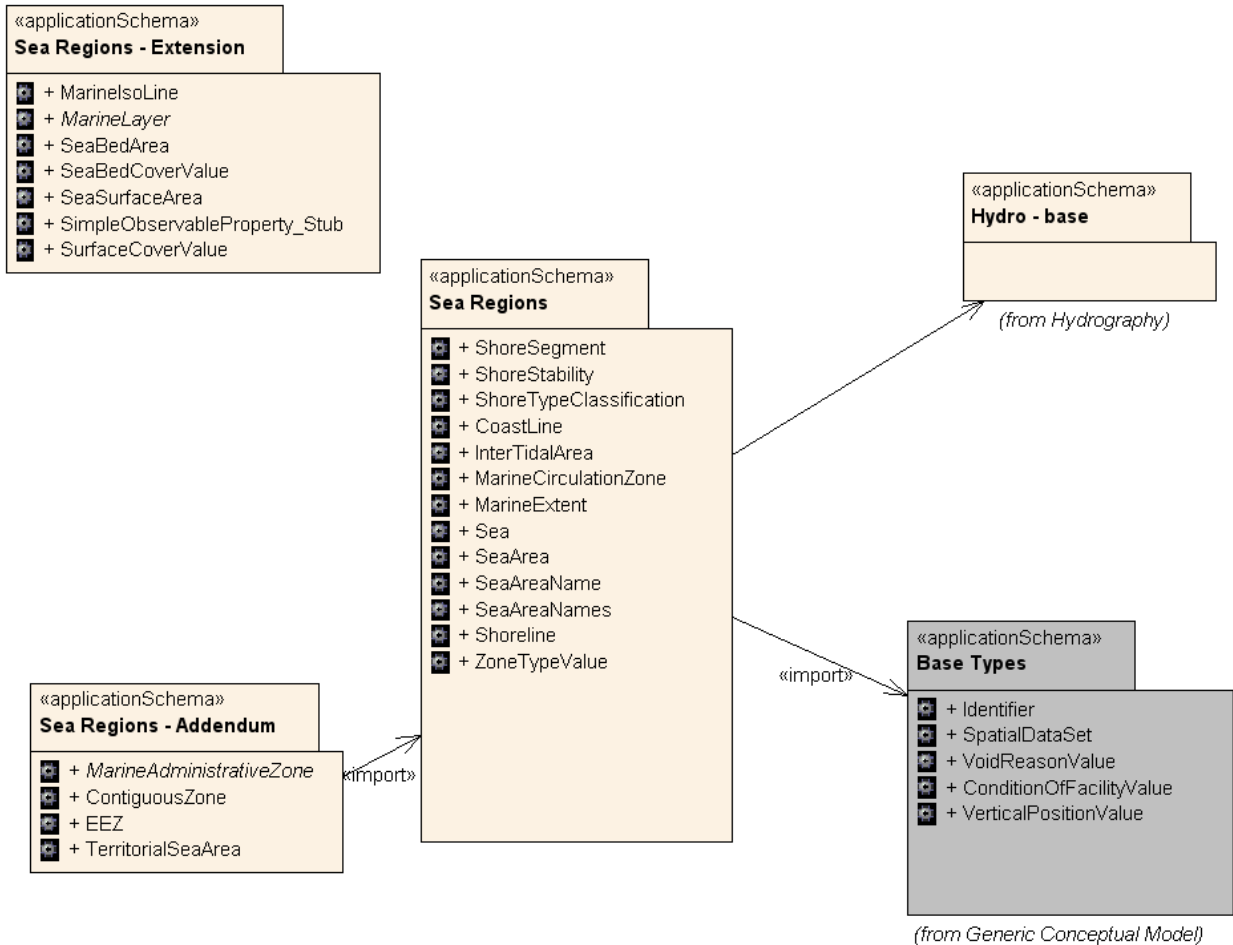 «applicationSchema»
Sea Regions - Extension
+ MarineIsoLine
+ MarineLayer
+ SeaBedArea
+ SeaBedCoverValue
+ SeaSurfaceArea
+ SimpleObservableProperty_Stub
+ SurfaceCoverValue
«applicationSchema»
Hydro - base
(from Hydrography)
«applicationSchema»
Sea Regions
+ ShoreSegment
+ ShoreStability
+ ShoreTypeClassification
+ CoastLine
+ InterTidalArea
+ MarineCirculationZone
+ MarineExtent
+ Sea
+ SeaArea
+ SeaAreaName
+ SeaAreaNames
+ Shoreline
+ ZoneTypeValue
«import»
«applicationSchema»
Base Types
+ Identifier
+ SpatialDataSet
+ VoidReasonValue
+ ConditionOfFacilityValue
+ VerticalPositionValue
(from Generic Conceptual Model)
«applicationSchema»
Sea Regions - Addendum
+ MarineAdministrativeZone
+ ContiguousZone
+ EEZ
+ TerritorialSeaArea
«import»